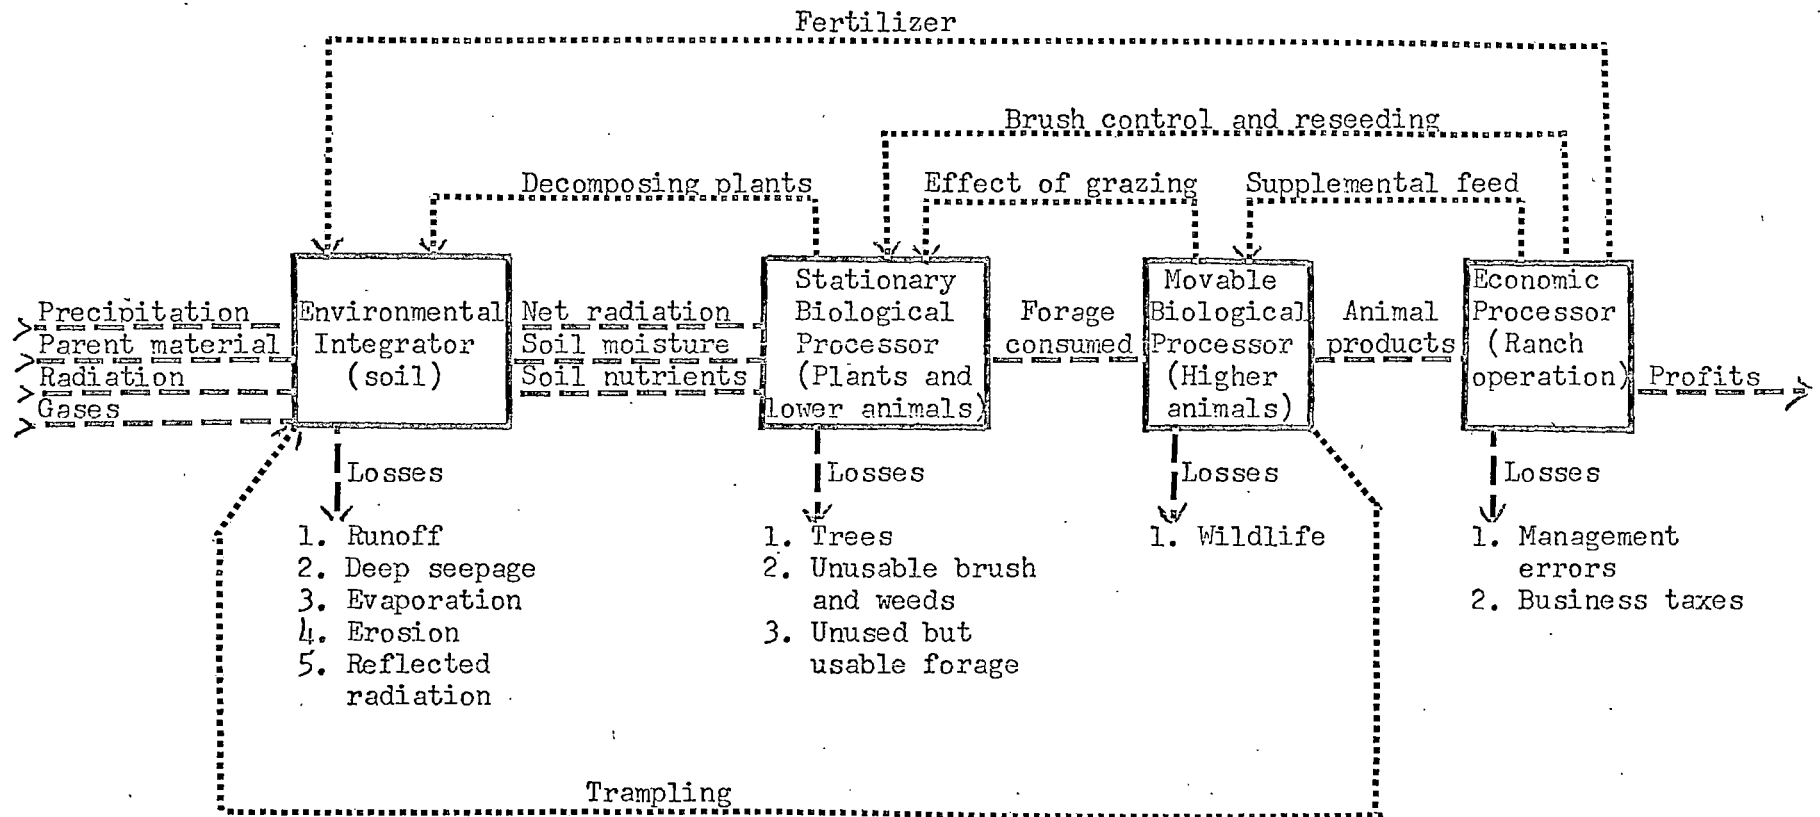 Fertilizer
Brush control and reseeding
Decomposing plants
Effect of grazing
Supplemental feed
Precipitation
Parent material
Radiation
Gases
Environmental
Integrator
(soil)
Net radiation
Soil moisture
Soil nutrients
Stationary
Biological
Processor
(Plants and
lower animals)
Forage
consumed
Movable
Biological
Processor
(Higher
animals)
Animal
products
Economic
Processor
(Ranch
operation)
Profits
Losses
1. Runoff
2. Deep seepage
3. Evaporation
4. Erosion
5. Reflected
radiation
Losses
1. Trees
2. Unusable brush
and weeds
3. Unused but
usable forage
Losses
1. Wildlife
Losses
1. Management
errors
2. Business taxes
Trampling